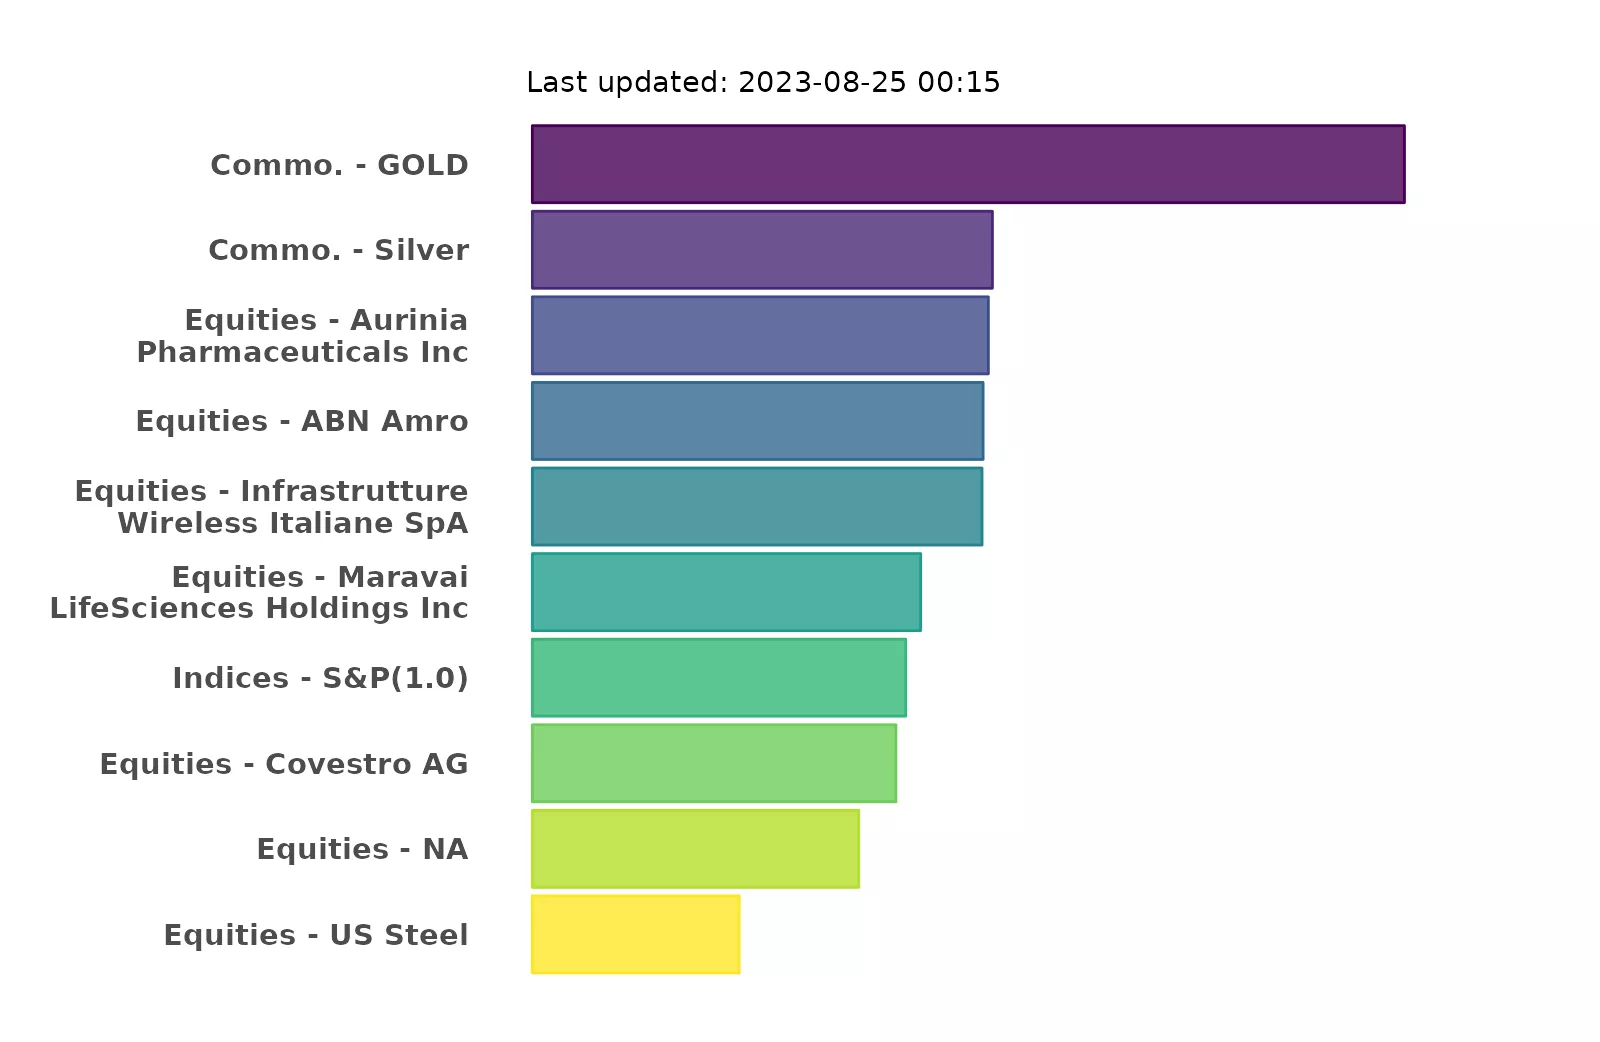 Last updated: 2023-08-25 00:15
Commo. - GOLD
Commo. - Silver
Equities - Aurinia
Pharmaceuticals Inc
Equities - ABN Amro
Equities - Infrastrutture
Wireless Italiane SpA
Equities - Maravai
LifeSciences Holdings Inc
Indices - S&P(1.0)
Equities - Covestro AG
Equities - NA
Equities - US Steel